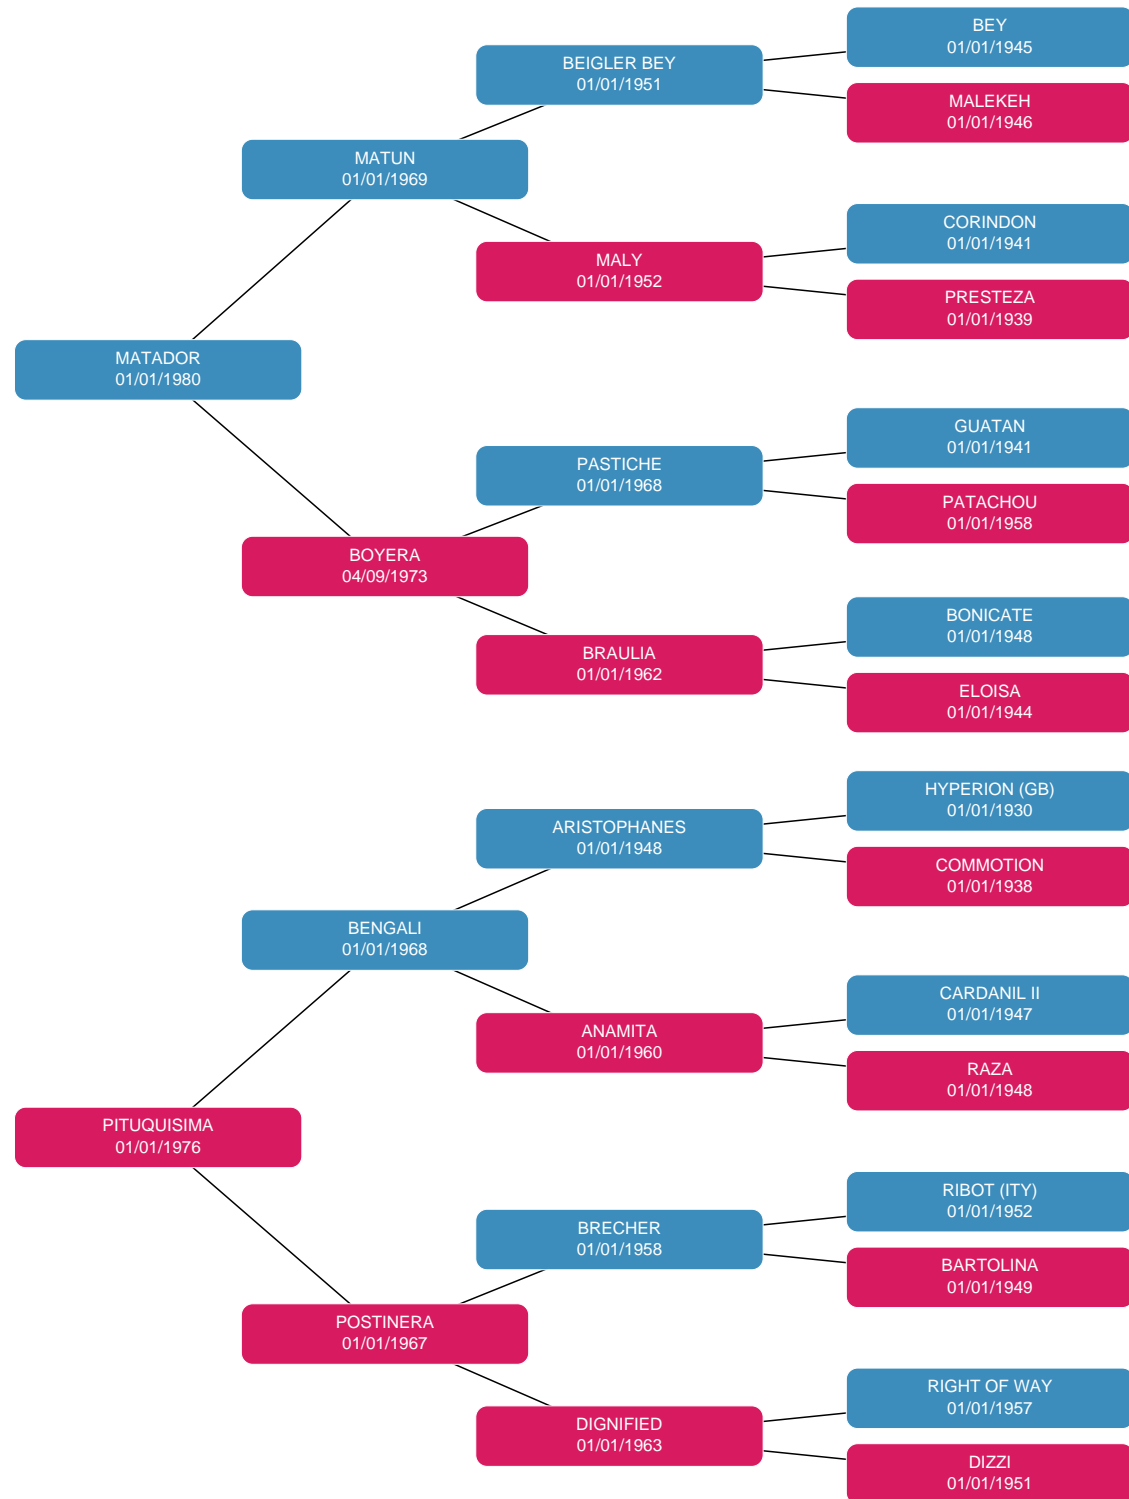 BEY
01/01/1945
BEIGLER BEY
01/01/1951
MALEKEH
01/01/1946
MATUN
01/01/1969
CORINDON
01/01/1941
MALY
01/01/1952
PRESTEZA
01/01/1939
MATADOR
01/01/1980
GUATAN
01/01/1941
PASTICHE
01/01/1968
PATACHOU
01/01/1958
BOYERA
04/09/1973
BONICATE
01/01/1948
BRAULIA
01/01/1962
ELOISA
01/01/1944
HYPERION (GB)
01/01/1930
ARISTOPHANES
01/01/1948
COMMOTION
01/01/1938
BENGALI
01/01/1968
CARDANIL II
01/01/1947
ANAMITA
01/01/1960
RAZA
01/01/1948
PITUQUISIMA
01/01/1976
RIBOT (ITY)
01/01/1952
BRECHER
01/01/1958
BARTOLINA
01/01/1949
POSTINERA
01/01/1967
RIGHT OF WAY
01/01/1957
DIGNIFIED
01/01/1963
DIZZI
01/01/1951